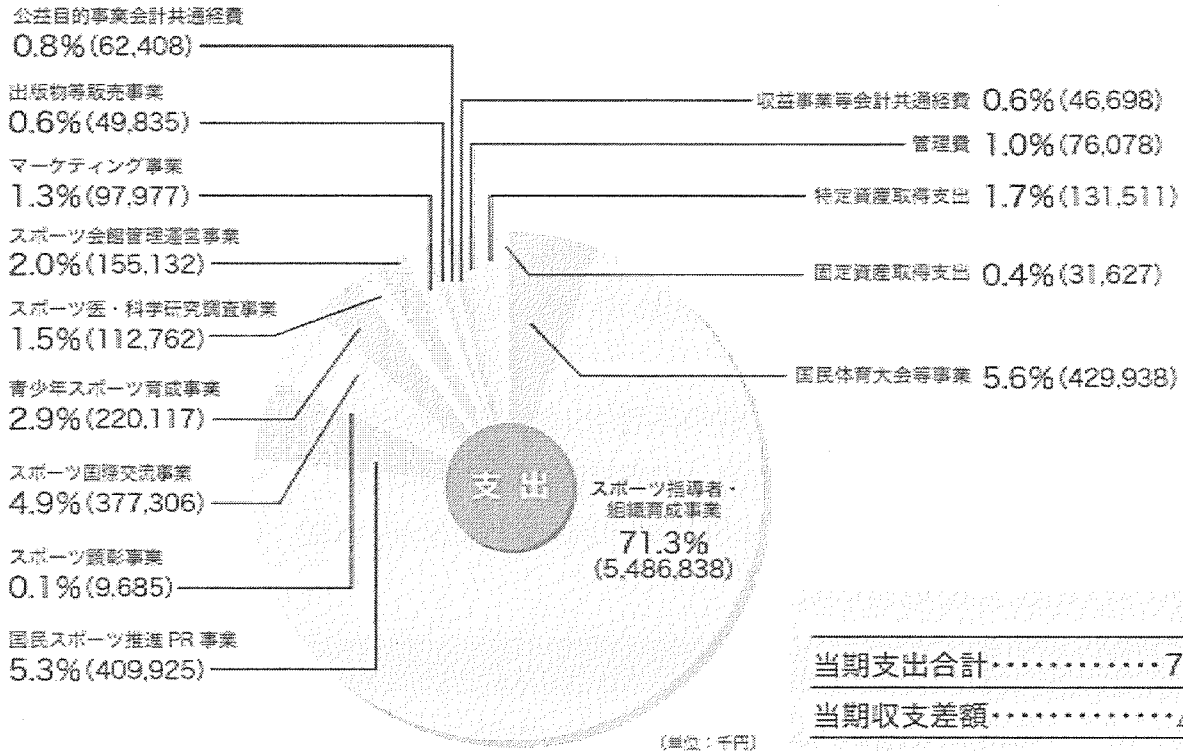 公益目的事業会計共通経費
0.8%(62,408)
出版物等販売事業
0.6%(49,835)
マーケティング事業
1.3%(97,977)
スポーツ会館管理運営事業
2.0%(155,132)
スポーツ医・科学研究調査事業
1.5%(112,762)
青少年スポーツ育成事業
2.9%(220,117)
スポーツ国際交流事業
4.9%(377,306)
スポーツ顕彰事業
0.1%(9,685)
国民スポーツ推進 PR 事業
5.3%(409,925)
収益事業等会計共通経費 0.6%(46,698)
管理費 1.0%(76,078)
特定資産取得支出 1.7%(131,511)
固定資産取得支出 0.4%(31,627)
国民体育大会等事業 5.6%(429,938)
支 出
スポーツ指導者・
組織育成事業
71.3%
(5,486,838)
(単位:千円)
当期支出合計・・・・・・・・・・・・7
当期収支差額・・・・・・・・・・・・